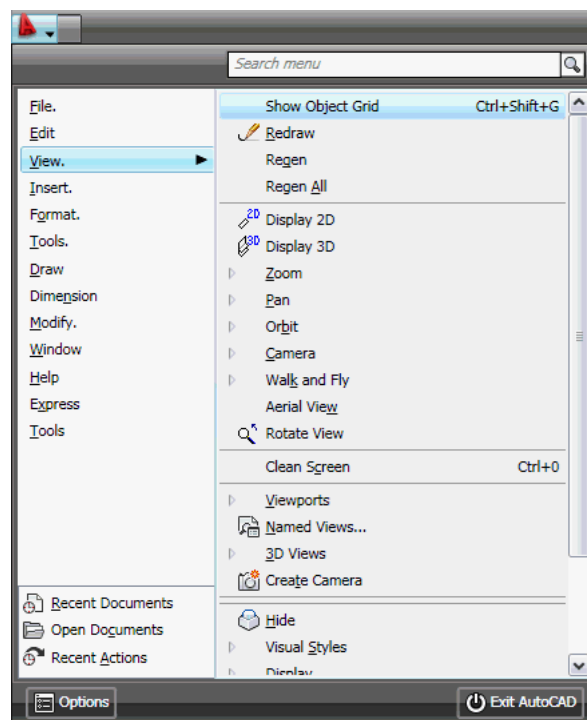 Search menu
File.
Edit
View.
Insert.
Format.
Tools.
Draw
Dimension
Modify.
Window
Help
Express
Tools
Recent Documents
Open Documents
Recent Actions
Show Object Grid Ctrl+Shift+G
Redraw
Regen
Regen All
2D Display 2D
3D Display 3D
Zoom
Pan
Orbit
Camera
Walk and Fly
Aerial View
Rotate View
Clean Screen Ctrl+0
Viewports
Named Views...
3D Views
Create Camera
Hide
Visual Styles
Display
Options
Exit AutoCAD